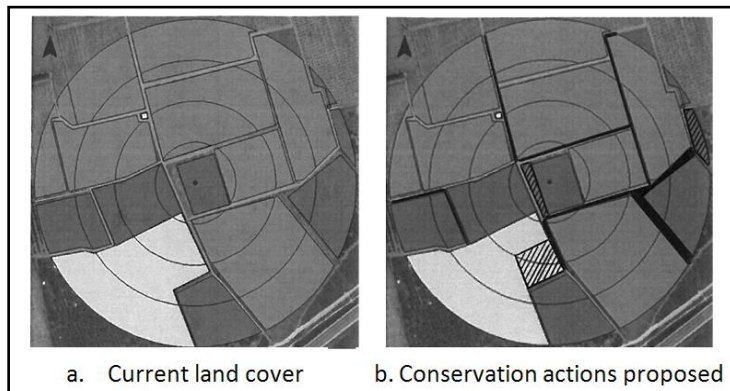 a. Current land cover
b. Conservation actions proposed